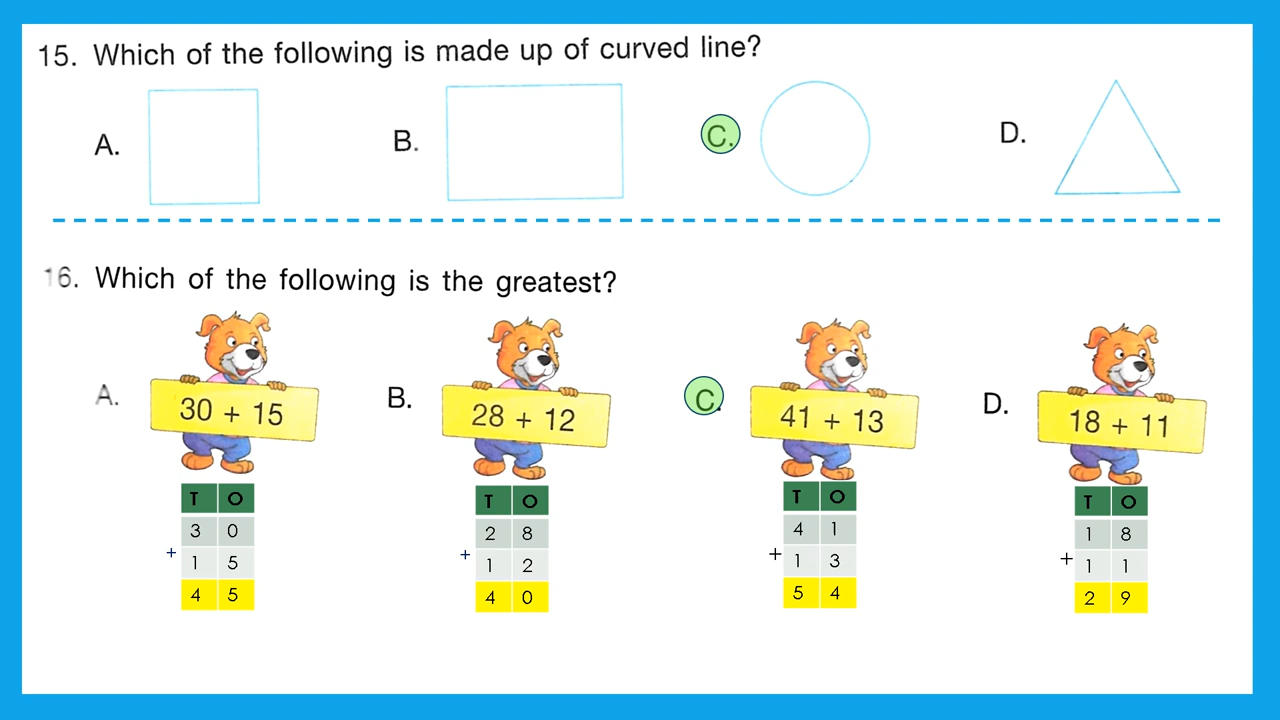 15. Which of the following is made up of curved line?
A.
B.
C.
D.
16. Which of the following is the greatest?
A.
30 + 15
B.
28 + 12
C.
41 + 13
D.
18 + 11
T O
3 0
+ 1 5
4 5
T O
2 8
+ 1 2
4 0
T O
4 1
+ 1 3
5 4
T O
1 8
+ 1 1
2 9